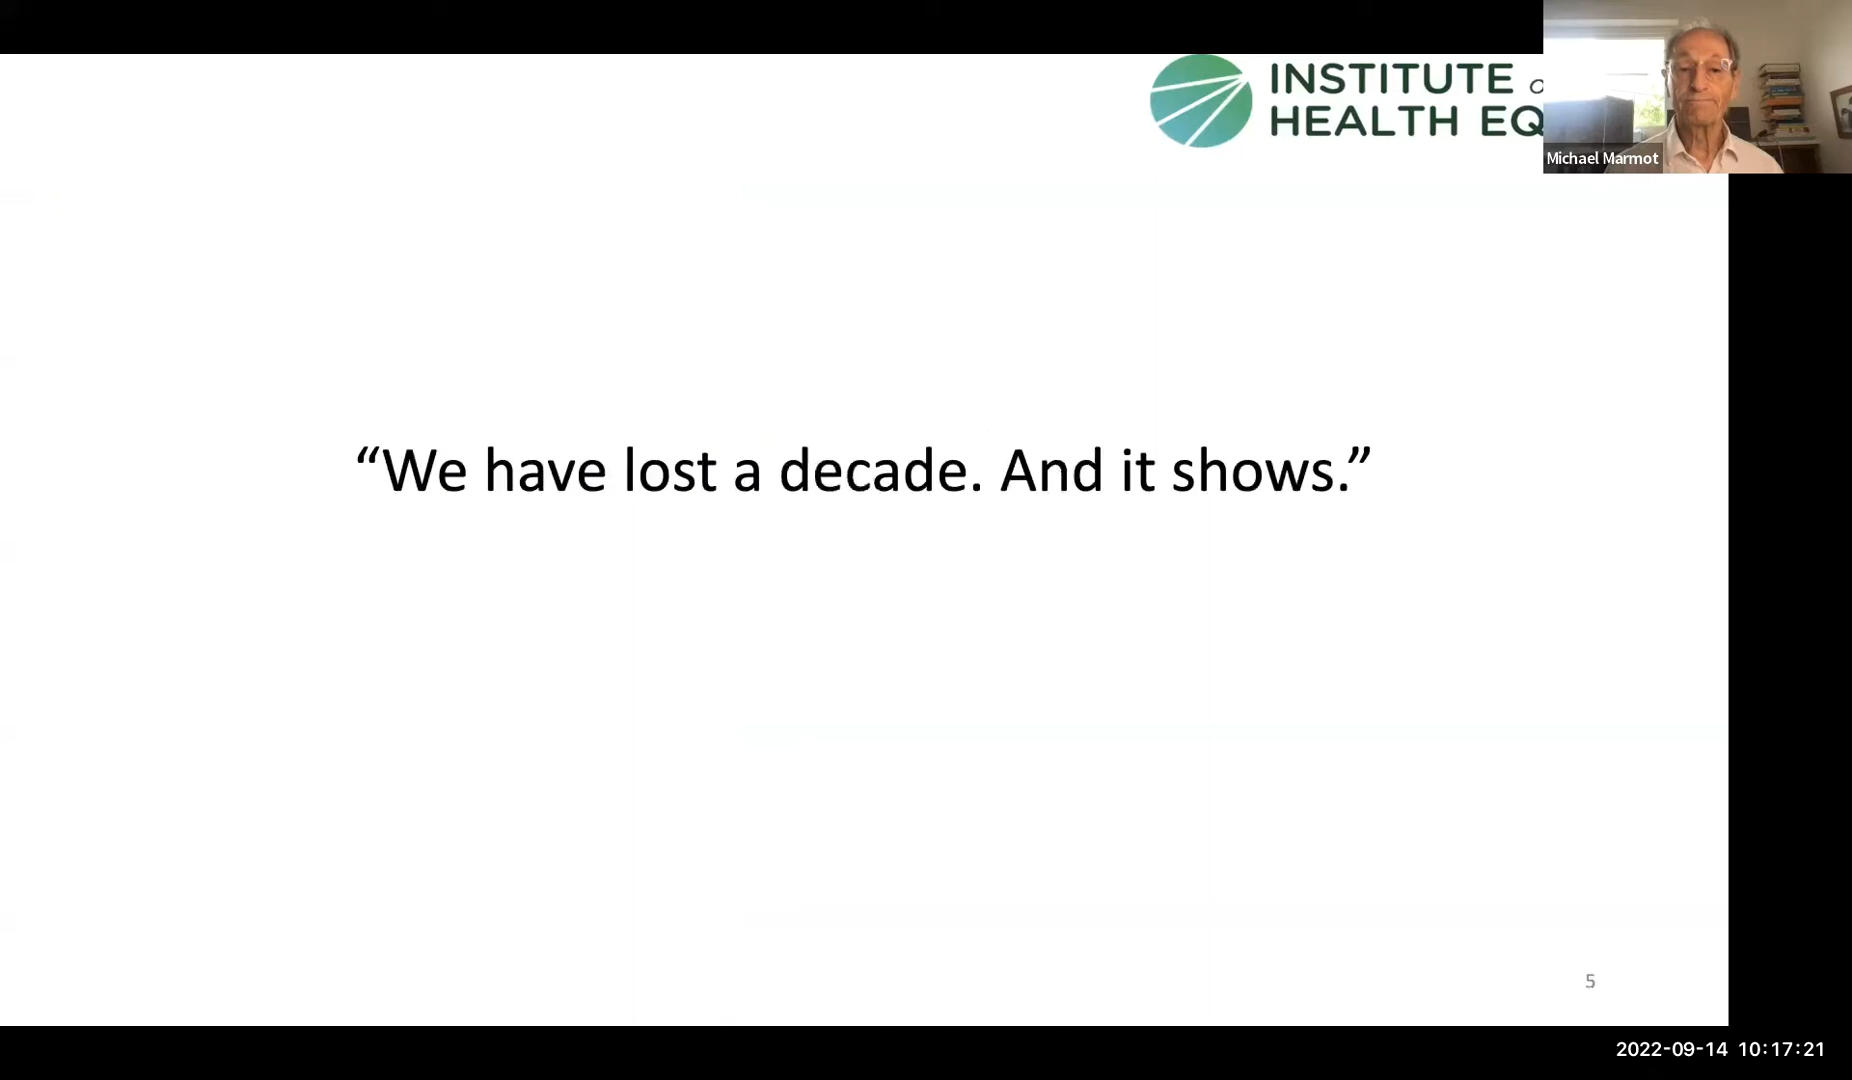 INSTITUTE
HEALTH EQ
Michael Marmot
“We have lost a decade. And it shows.”
5
2022-09-14 10:17:21